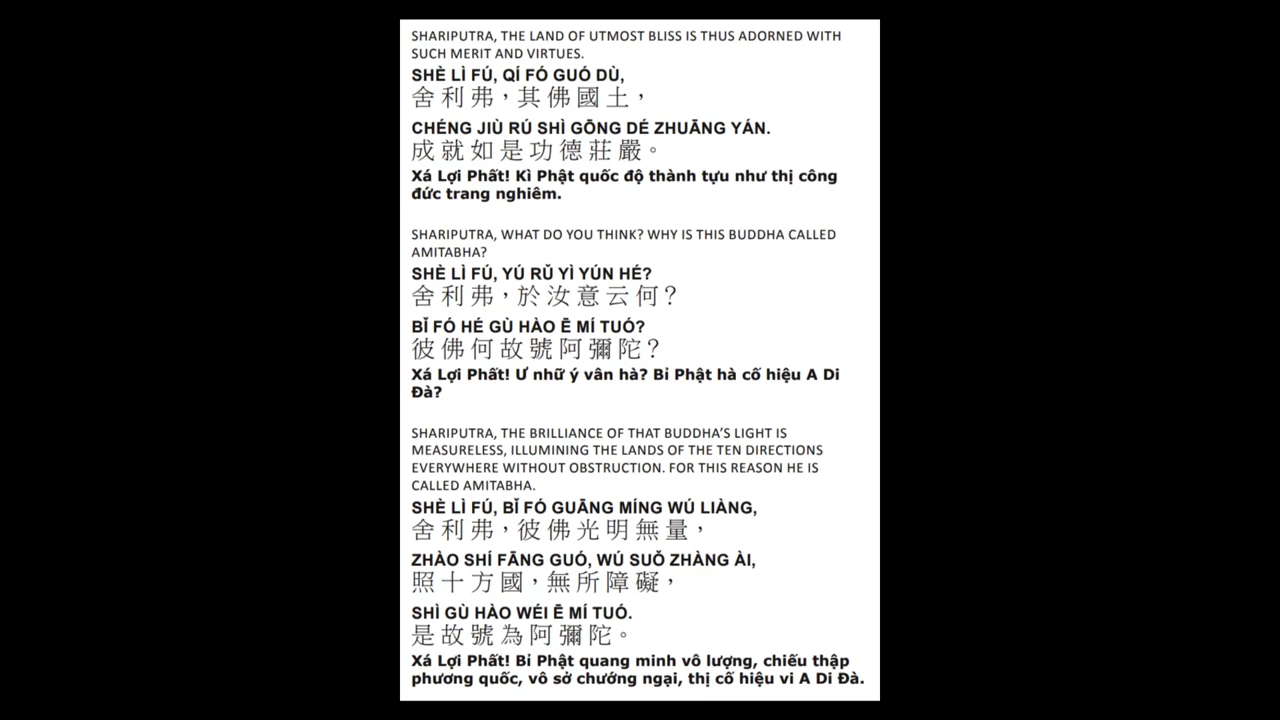 SHARIPUTRA, THE LAND OF UTMOST BLISS IS THUS ADORNED WITH
SUCH MERIT AND VIRTUES.
SHÈ LÌ FÚ, QÍ FÓ GUÓ DÙ,
舍利弗，其佛國土，
CHÉNG JIÙ RÚ SHÌ GŌNG DÉ ZHUĀNG YÁN.
成就如是功德莊嚴。
Xá Lợi Phất! Kì Phật quốc độ thành tựu như thị công
đức trang nghiêm.
SHARIPUTRA, WHAT DO YOU THINK? WHY IS THIS BUDDHA CALLED
AMITABHA?
SHÈ LÌ FÚ, YÚ RǓ YÌ YÚN HÉ?
舍利弗，於汝意云何？
BǏ FÓ HÉ GÙ HÀO Ē MÍ TUÓ?
彼佛何故號阿彌陀？
Xá Lợi Phất! Ư nhữ ý vân hà? Bỉ Phật hà cố hiệu A Di
Đà?
SHARIPUTRA, THE BRILLIANCE OF THAT BUDDHA’S LIGHT IS
MEASURELESS, ILLUMINING THE LANDS OF THE TEN DIRECTIONS
EVERYWHERE WITHOUT OBSTRUCTION. FOR THIS REASON HE IS
CALLED AMITABHA.
SHÈ LÌ FÚ, BǏ FÓ GUĀNG MÍNG WÚ LIÀNG,
舍利弗，彼佛光明無量，
ZHÀO SHÍ FĀNG GUÓ, WÚ SUǑ ZHÀNG ÀI,
照十方國，無所障礙，
SHÌ GÙ HÀO WÉI Ē MÍ TUÓ.
是故號為阿彌陀。
Xá Lợi Phất! Bỉ Phật quang minh vô lượng, chiếu thập
phương quốc, vô sở chướng ngại, thị cố hiệu vi A Di Đà.